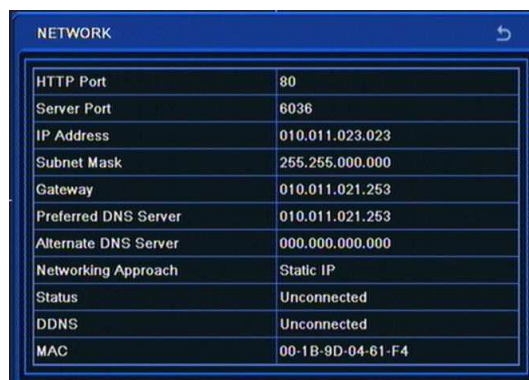 NETWORK
HTTP Port 80
Server Port 6036
IP Address 010.011.023.023
Subnet Mask 255.255.000.000
Gateway 010.011.021.253
Preferred DNS Server 010.011.021.253
Alternate DNS Server 000.000.000.000
Networking Approach Static IP
Status Unconnected
DDNS Unconnected
MAC 00-1B-9D-04-61-F4